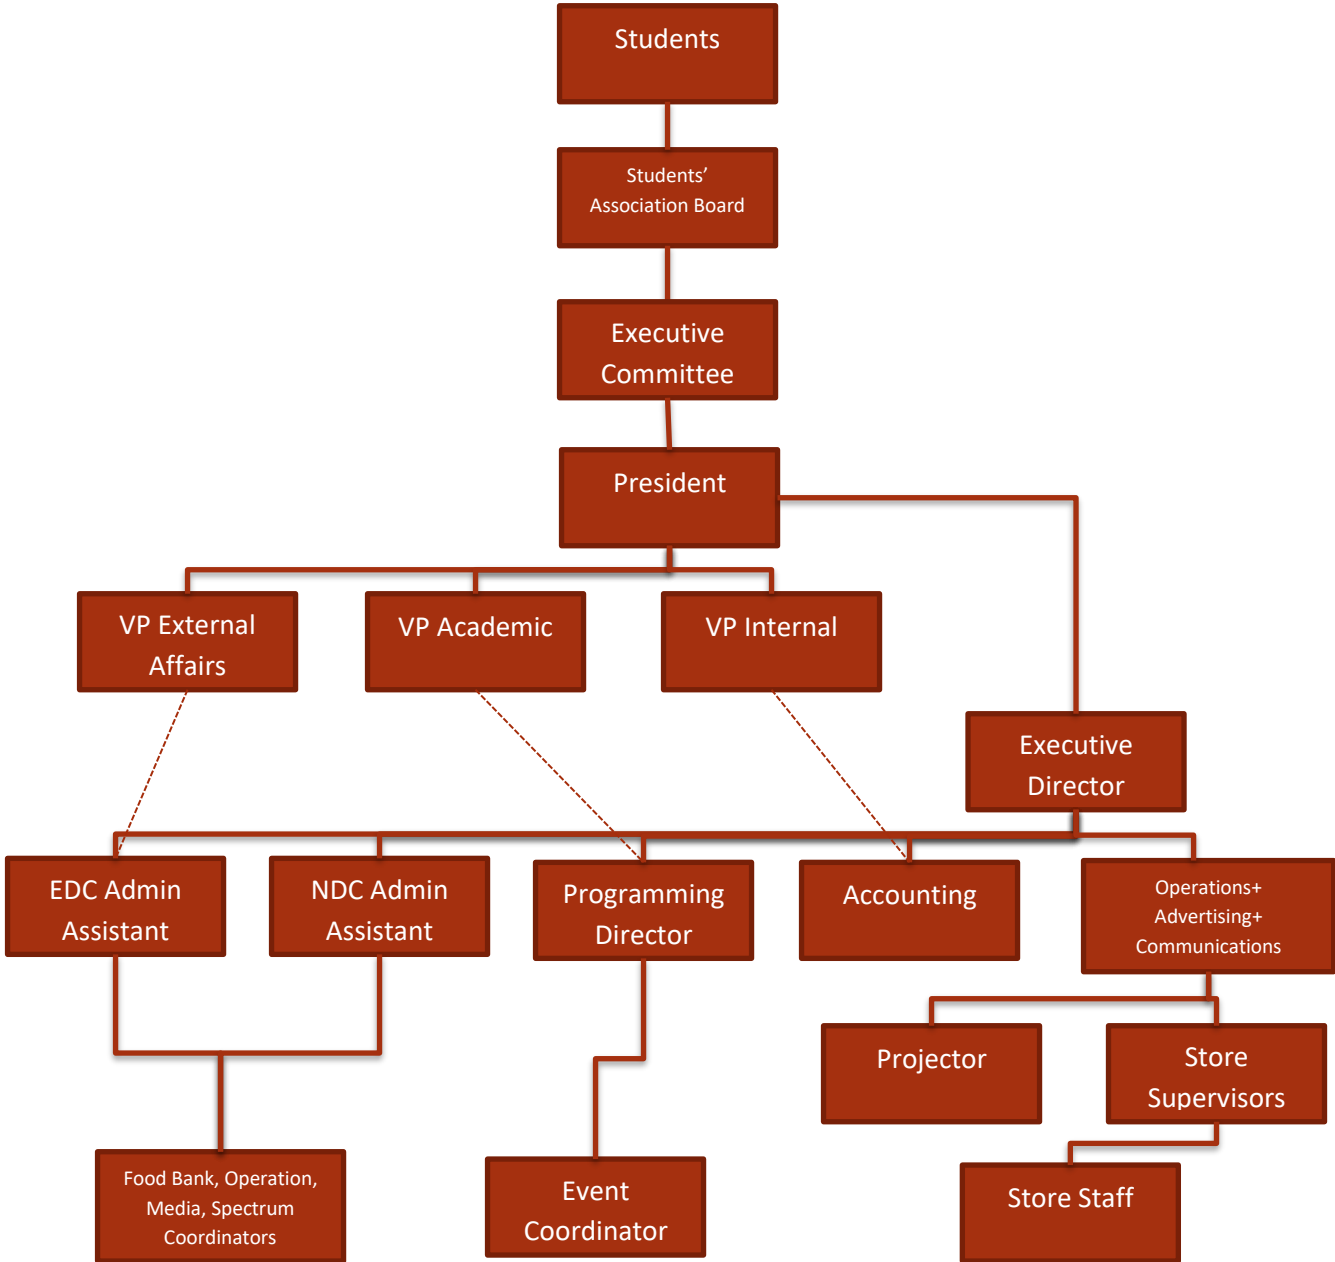 Students
Students’
Association Board
Executive
Committee
President
VP External
Affairs
VP Academic
VP Internal
Executive
Director
EDC Admin
Assistant
NDC Admin
Assistant
Programming
Director
Accounting
Operations+
Advertising+
Communications
Projector
Store
Supervisors
Food Bank, Operation,
Media, Spectrum
Coordinators
Event
Coordinator
Store Staff